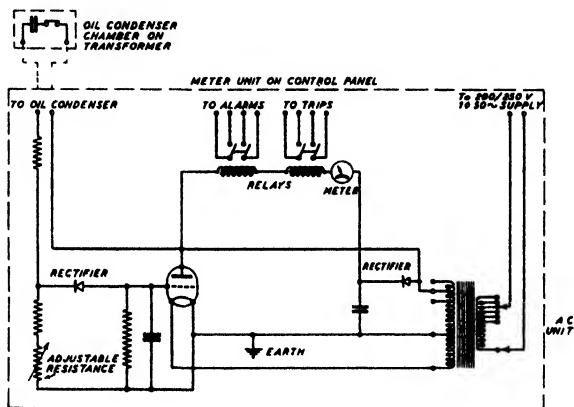 OIL CONDENSER
CHAMBER ON
TRANSFORMER
METER UNIT ON CONTROL PANEL
TO OIL CONDENSER
TO ALARMS
TO TRIPS
To 200/250 V
1φ 50~ SUPPLY
RELAYS
METER
RECTIFIER
RECTIFIER
A C
UNIT
EARTH
ADJUSTABLE
RESISTANCE